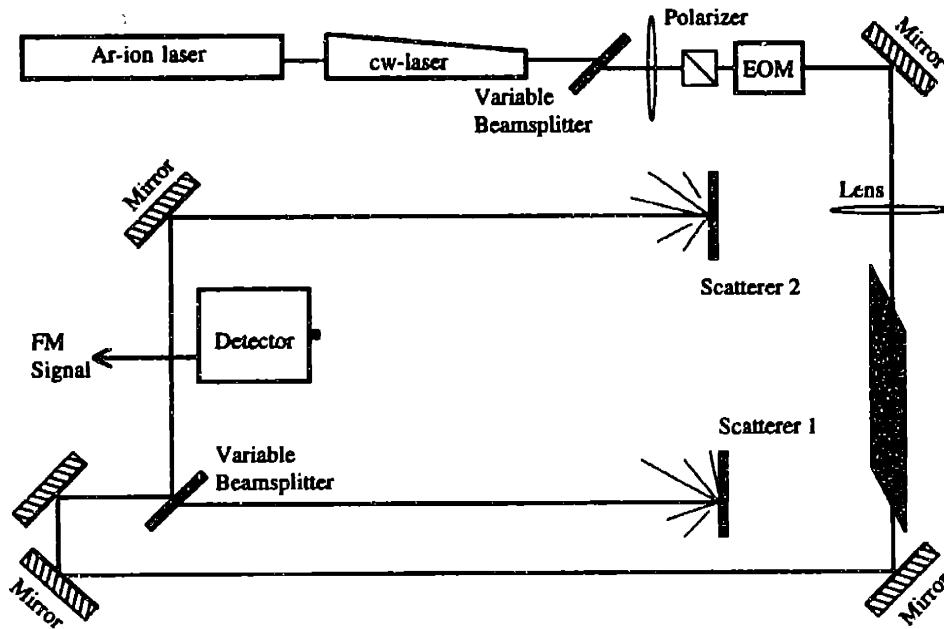 Polarizer
Mirror
Ar-ion laser
cw-laser
EOM
Variable
Beamsplitter
Mirror
Lens
Scatterer 2
FM
Signal
Detector
Scatterer 1
Variable
Beamsplitter
Mirror
Mirror